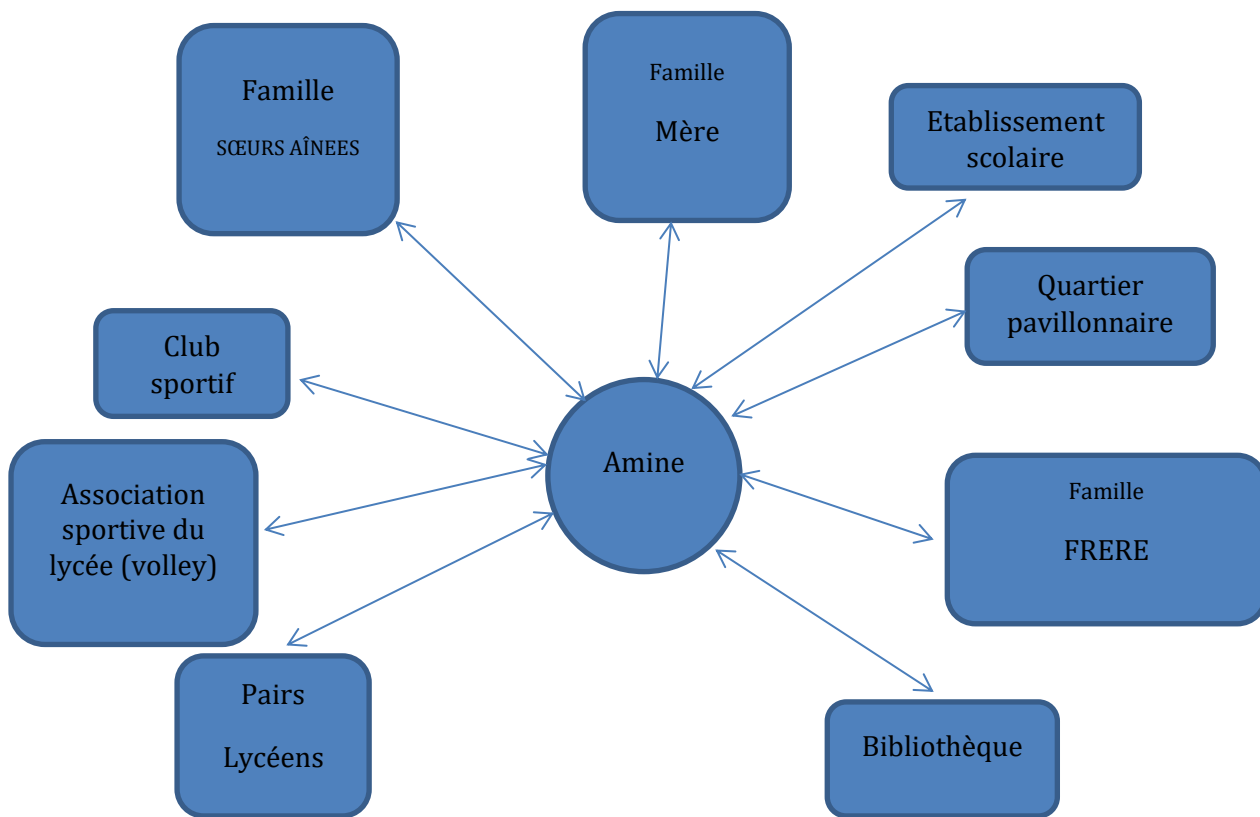 Famille
SŒURS AÎNEES
Famille
Mère
Etablissement
scolaire
Quartier
pavillonnaire
Club
sportif
Amine
Association
sportive du
lycée (volley)
Famille
FRERE
Pairs
Lycéens
Bibliothèque